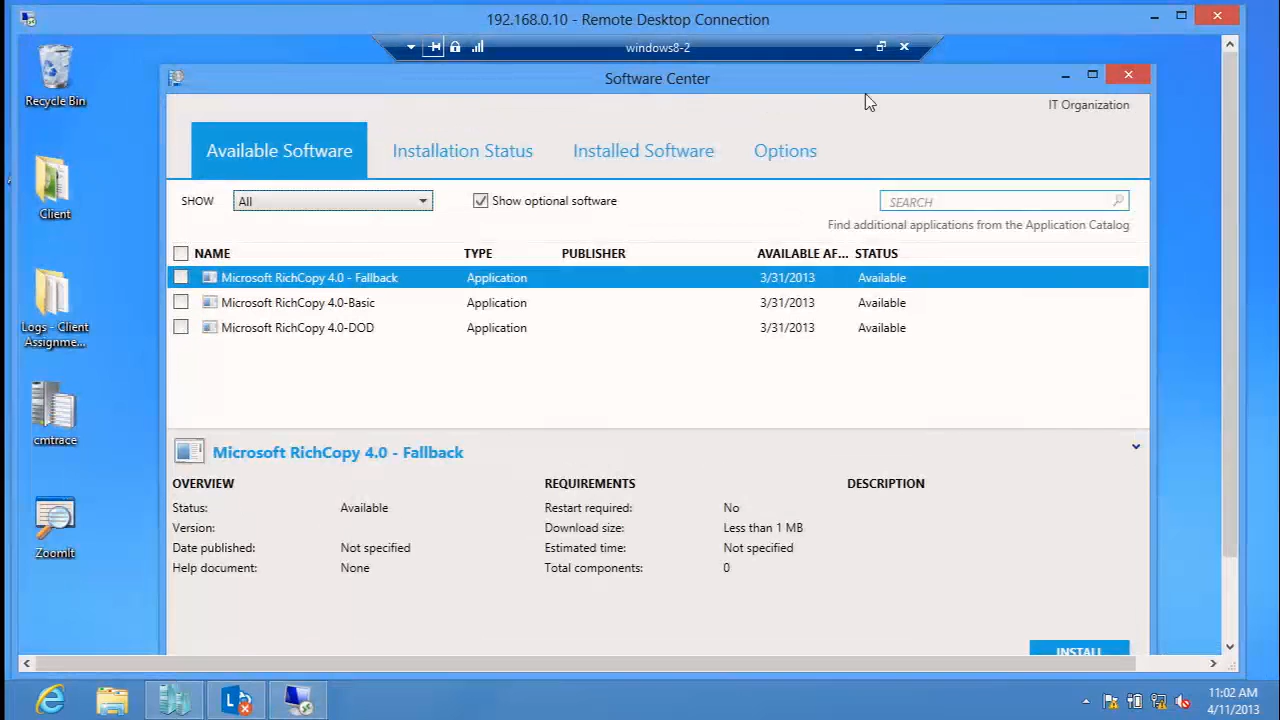 192.168.0.10 - Remote Desktop Connection
windows8-2
Recycle Bin
Client
Logs - Client
Assignme...
cmtrace
ZoomIt
Software Center
IT Organization
Available Software Installation Status Installed Software Options
SHOW All Show optional software SEARCH
Find additional applications from the Application Catalog
NAME TYPE PUBLISHER AVAILABLE AF... STATUS
Microsoft RichCopy 4.0 - Fallback Application 3/31/2013 Available
Microsoft RichCopy 4.0-Basic Application 3/31/2013 Available
Microsoft RichCopy 4.0-DOD Application 3/31/2013 Available
Microsoft RichCopy 4.0 - Fallback
OVERVIEW REQUIREMENTS DESCRIPTION
Status: Available Restart required: No
Version: Download size: Less than 1 MB
Date published: Not specified Estimated time: Not specified
Help document: None Total components: 0
INSTALL
11:02 AM
4/11/2013